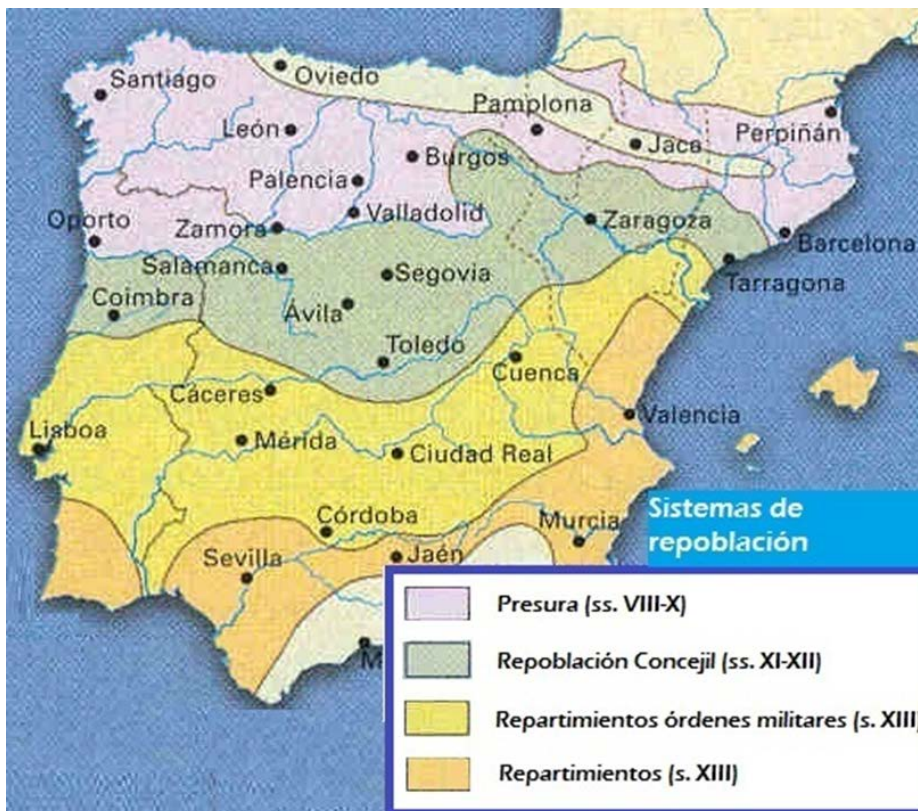 Santiago
Oviedo
Pamplona
León
Jaca
Perpiñán
Burgos
Palencia
Oporto
Zamora
Valladolid
Zaragoza
Barcelona
Salamanca
Segovia
Tarragona
Coimbra
Ávila
Toledo
Cuenca
Cáceres
Valencia
Lisboa
Mérida
Ciudad Real
Córdoba
Murcia
Sevilla
Jaén
M
Sistemas de
repoblación
Presura (ss. VIII-X)
Repoblación Concejil (ss. XI-XII)
Repartimientos órdenes militares (s. XIII)
Repartimientos (s. XIII)